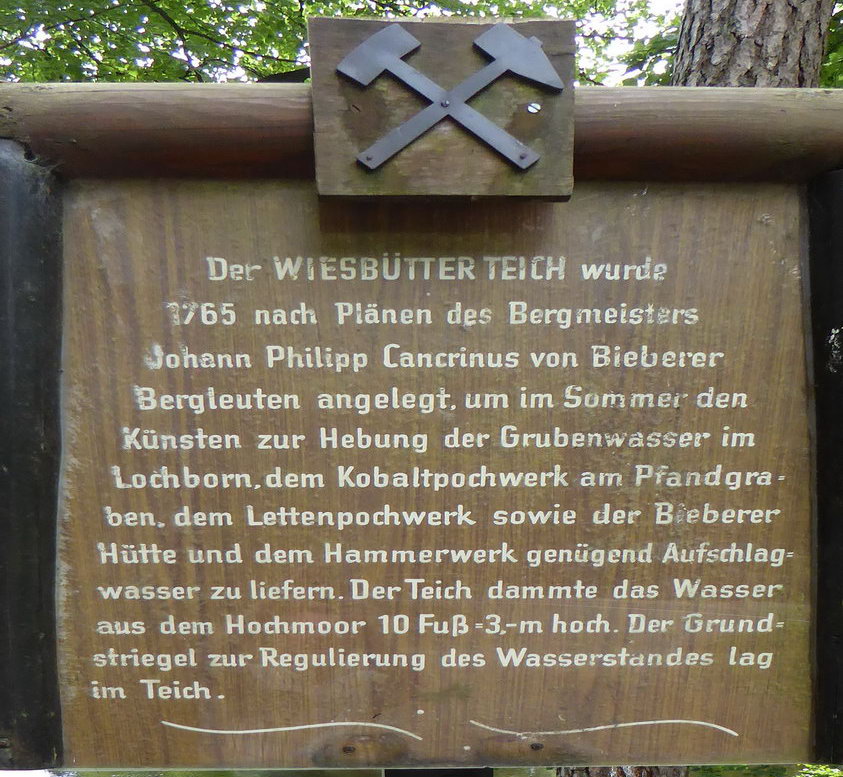 Der WIESBÜTTER TEICH wurde
1765 nach Plänen des Bergmeisters
Johann Philipp Cancrinus von Bieberer
Bergleuten angelegt, um im Sommer den
Künsten zur Hebung der Grubenwasser im
Lochborn, dem Kobaltpochwerk am Pfandgra-
ben, dem Lettenpochwerk sowie der Bieberer
Hütte und dem Hammerwerk genügend Aufschlag=
wasser zu liefern. Der Teich dammte das Wasser
aus dem Hochmoor 10 Fuß=3,-m hoch. Der Grund=
striegel zur Regulierung des Wasserstandes lag
im Teich.